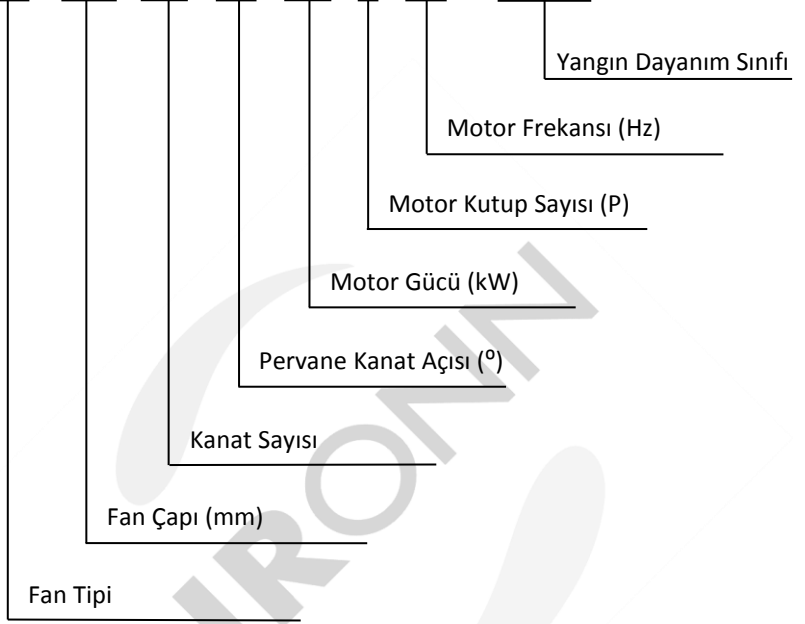 Yangın Dayanım Sınıfı
Motor Frekansı (Hz)
Motor Kutup Sayısı (P)
Motor Gücü (kW)
Pervane Kanat Açısı (⁰)
Kanat Sayısı
Fan Çapı (mm)
Fan Tipi